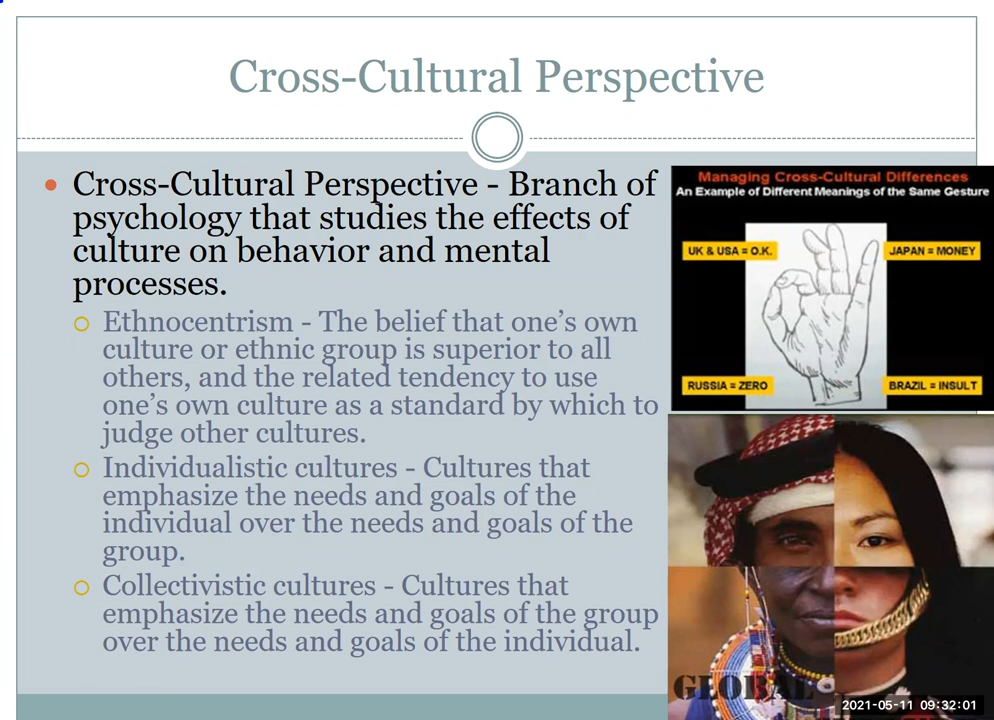 Cross-Cultural Perspective
Cross-Cultural Perspective - Branch of
psychology that studies the effects of
culture on behavior and mental
processes.
Ethnocentrism - The belief that one's own
culture or ethnic group is superior to all
others, and the related tendency to use
one's own culture as a standard by which to
judge other cultures.
Individualistic cultures - Cultures that
emphasize the needs and goals of the
individual over the needs and goals of the
group.
Collectivistic cultures - Cultures that
emphasize the needs and goals of the group
over the needs and goals of the individual.
Managing Cross-Cultural Differences
An Example of Different Meanings of the Same Gesture
UK & USA = O.K.
JAPAN = MONEY
RUSSIA = ZERO
BRAZIL = INSULT
GLOBAL
2021-05-11 09:32:01